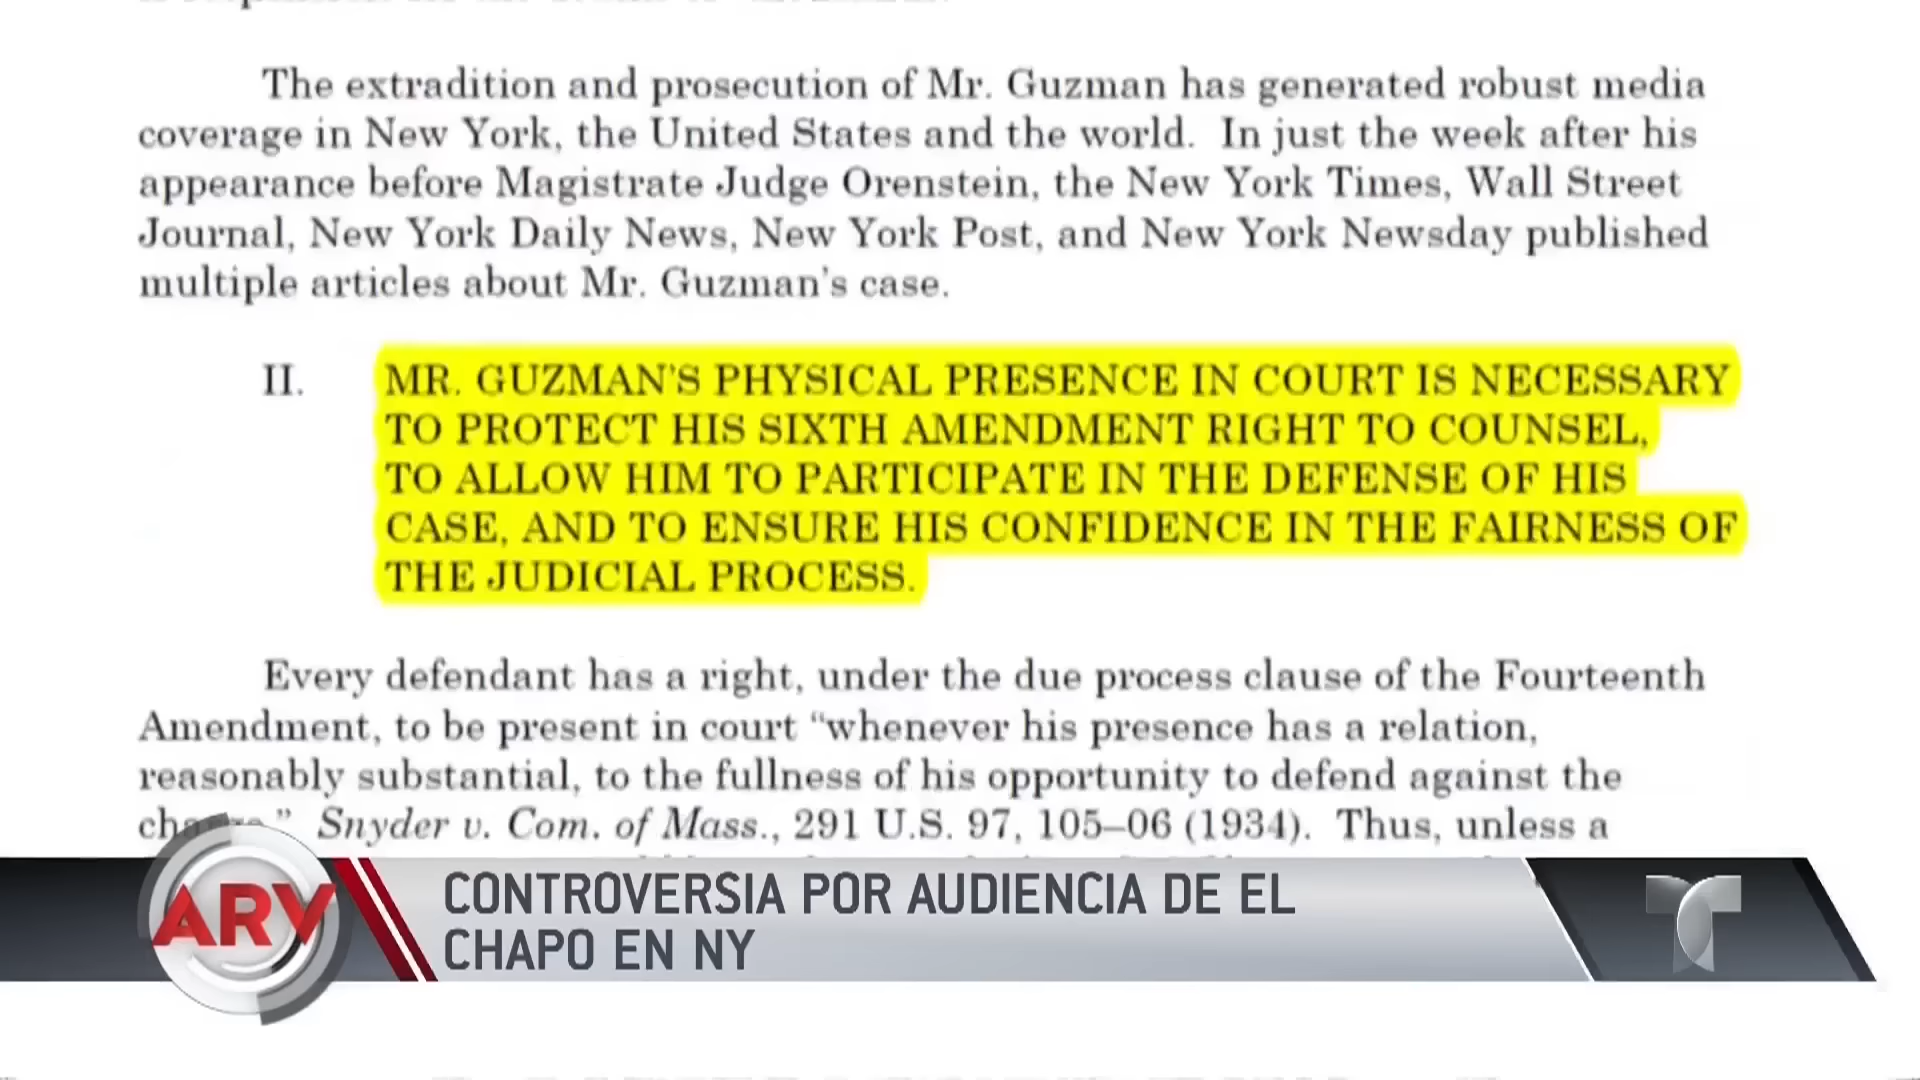 The extradition and prosecution of Mr. Guzman has generated robust media
coverage in New York, the United States and the world. In just the week after his
appearance before Magistrate Judge Orenstein, the New York Times, Wall Street
Journal, New York Daily News, New York Post, and New York Newsday published
multiple articles about Mr. Guzman's case.
II. MR. GUZMAN'S PHYSICAL PRESENCE IN COURT IS NECESSARY
TO PROTECT HIS SIXTH AMENDMENT RIGHT TO COUNSEL,
TO ALLOW HIM TO PARTICIPATE IN THE DEFENSE OF HIS
CASE, AND TO ENSURE HIS CONFIDENCE IN THE FAIRNESS OF
THE JUDICIAL PROCESS.
Every defendant has a right, under the due process clause of the Fourteenth
Amendment, to be present in court “whenever his presence has a relation,
reasonably substantial, to the fullness of his opportunity to defend against the
charge.” Snyder v. Com. of Mass., 291 U.S. 97, 105–06 (1934). Thus, unless a
ARV
CONTROVERSIA POR AUDIENCIA DE EL
CHAPO EN NY
T